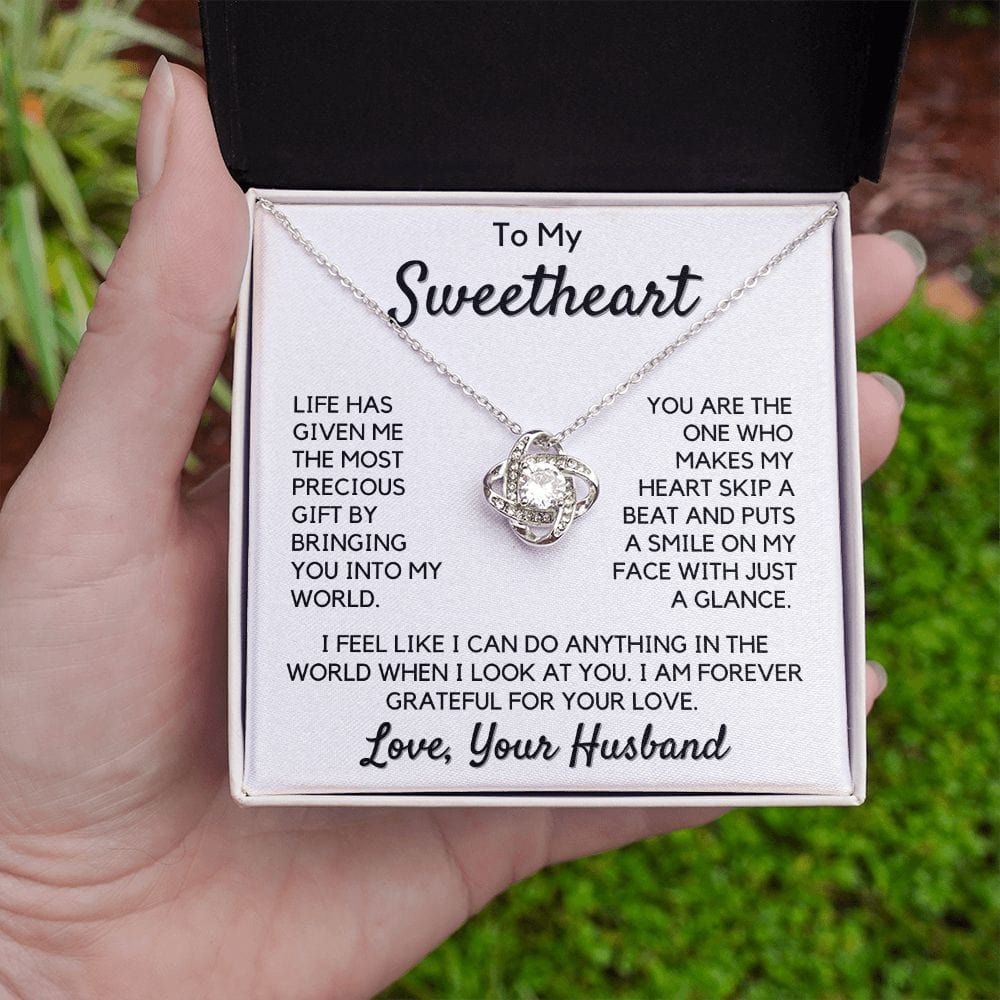 To My
Sweetheart
LIFE HAS
GIVEN ME
THE MOST
PRECIOUS
GIFT BY
BRINGING
YOU INTO MY
WORLD.
YOU ARE THE
ONE WHO
MAKES MY
HEART SKIP A
BEAT AND PUTS
A SMILE ON MY
FACE WITH JUST
A GLANCE.
I FEEL LIKE I CAN DO ANYTHING IN THE
WORLD WHEN I LOOK AT YOU. I AM FOREVER
GRATEFUL FOR YOUR LOVE.
Love, Your Husband